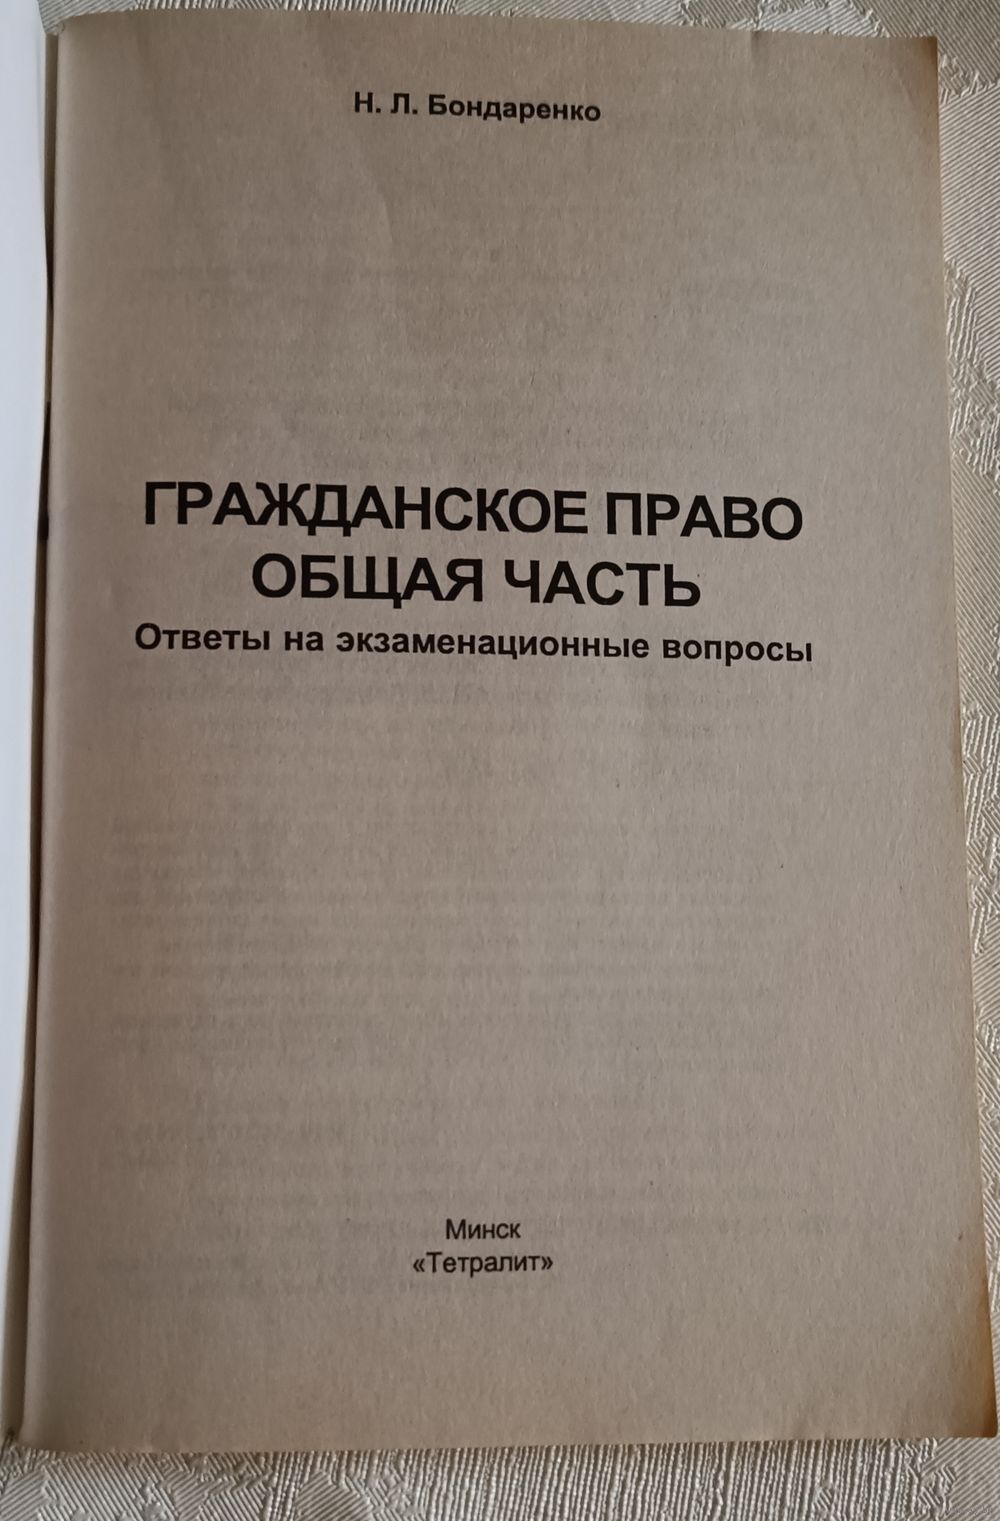 Н. Л. Бондаренко
ГРАЖДАНСКОЕ ПРАВО
ОБЩАЯ ЧАСТЬ
Ответы на экзаменационные вопросы
Минск
«Тетралит»